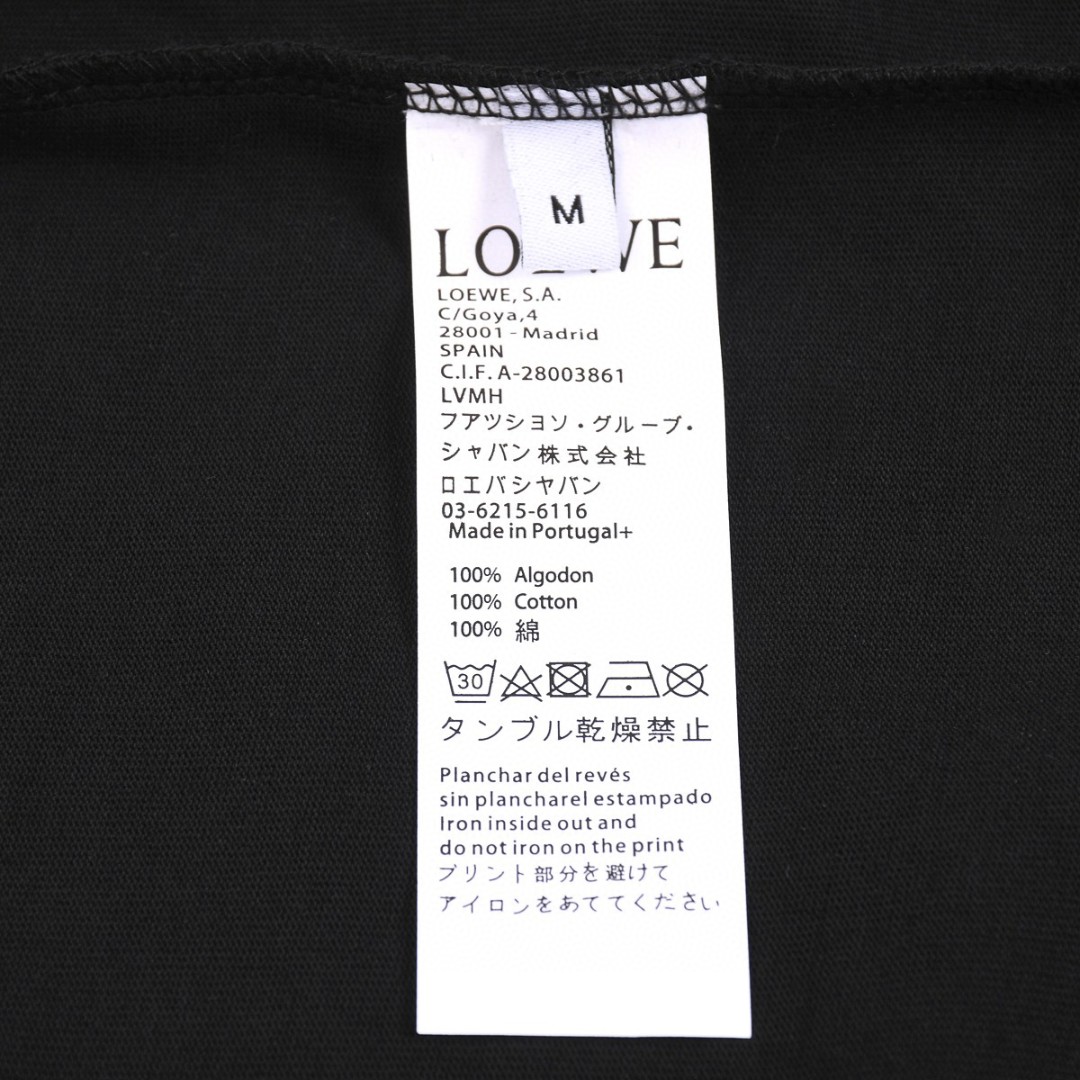 M
LOEWE
LOEWE, S.A.
C/Goya,4
28001 - Madrid
SPAIN
C.I.F. A-28003861
LVMH
フアツシヨソ・グループ・
シャバン株式会社
ロエバシヤバン
03-6215-6116
Made in Portugal+
100% Algodon
100% Cotton
100% 綿
30
タンブル乾燥禁止
Planchar del revés
sin plancharel estampado
Iron inside out and
do not iron on the print
プリント部分を避けて
アイロンをあててください